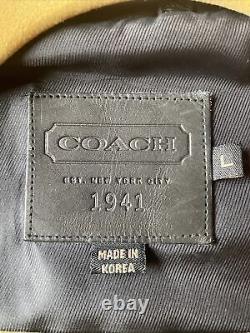 COACH
EST. NEW YORK CITY
1941
L
MADE IN
KOREA